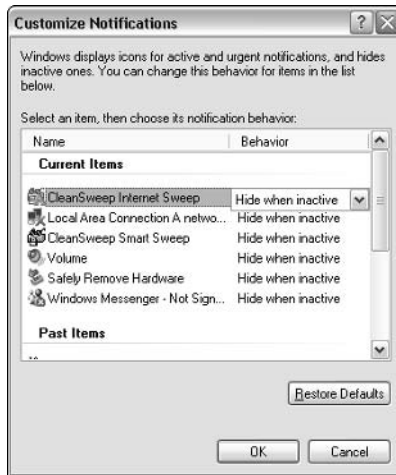 Customize Notifications
Windows displays icons for active and urgent notifications, and hides
inactive ones. You can change this behavior for items in the list
below.
Select an item, then choose its notification behavior:
Name Behavior
Current Items
CleanSweep Internet Sweep Hide when inactive
Local Area Connection A netwo... Hide when inactive
CleanSweep Smart Sweep Hide when inactive
Volume Hide when inactive
Safely Remove Hardware Hide when inactive
Windows Messenger - Not Sign... Hide when inactive
Past Items
Restore Defaults
OK Cancel